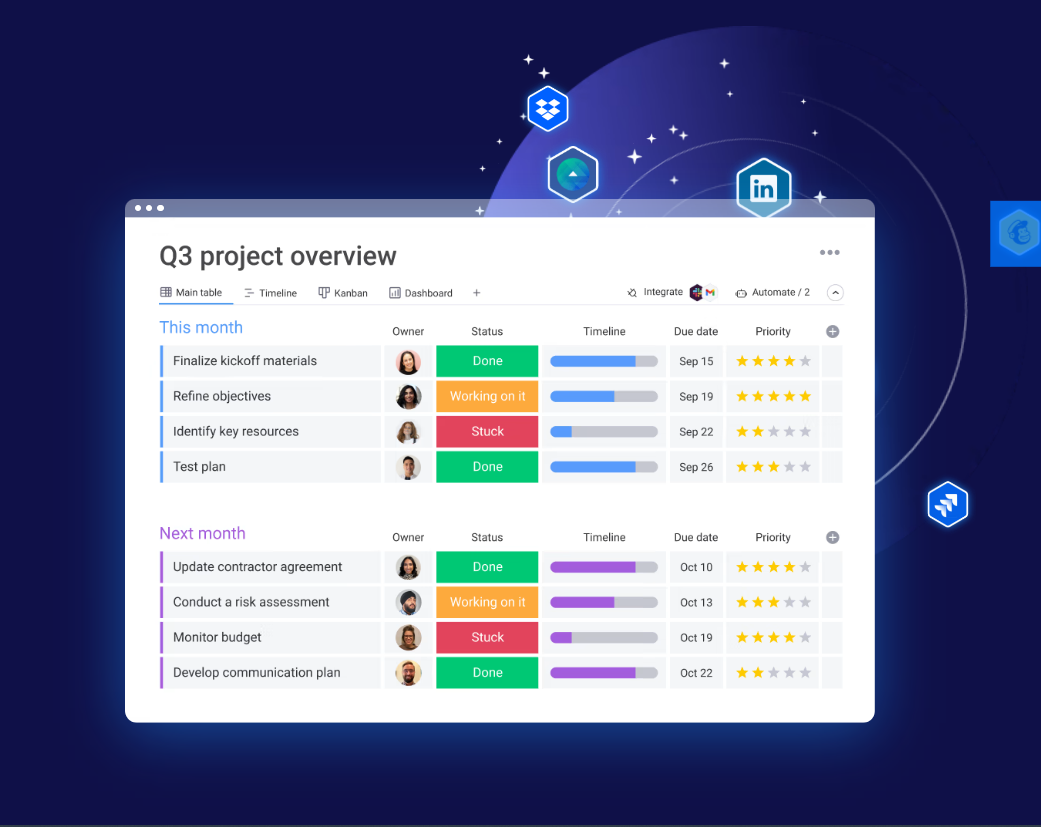 Q3 project overview
Main table Timeline Kanban Dashboard + Integrate Automate / 2
This month Owner Status Timeline Due date Priority
Finalize kickoff materials Done Sep 15
Refine objectives Working on it Sep 19
Identify key resources Stuck Sep 22
Test plan Done Sep 26
Next month Owner Status Timeline Due date Priority
Update contractor agreement Done Oct 10
Conduct a risk assessment Working on it Oct 13
Monitor budget Stuck Oct 19
Develop communication plan Done Oct 22
in